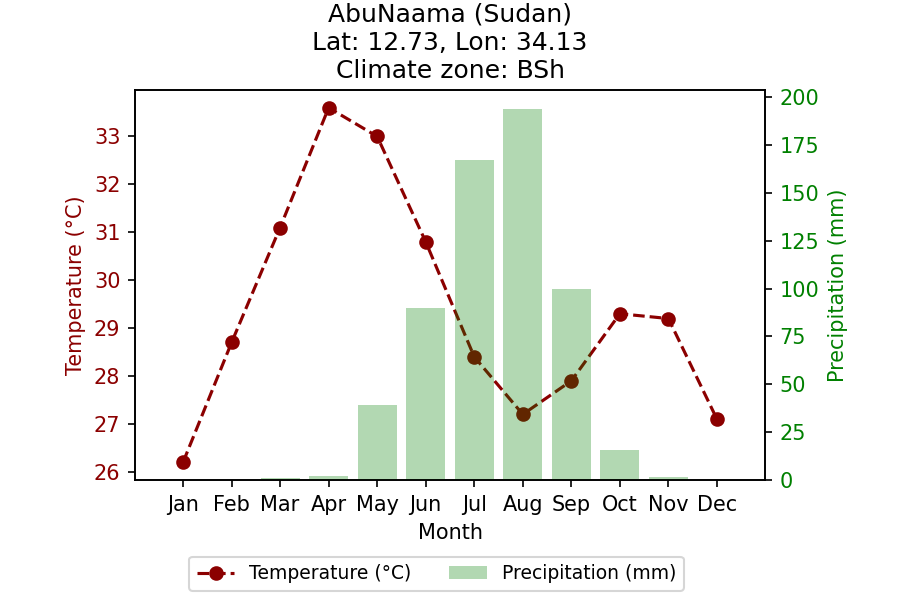 AbuNaama (Sudan)
Lat: 12.73, Lon: 34.13
Climate zone: BSh
Temperature (°C)
33
32
31
30
29
28
27
26
200
175
150
125
100
75
50
25
0
Precipitation (mm)
Jan Feb Mar Apr May Jun Jul Aug Sep Oct Nov Dec
Month
Temperature (°C) Precipitation (mm)